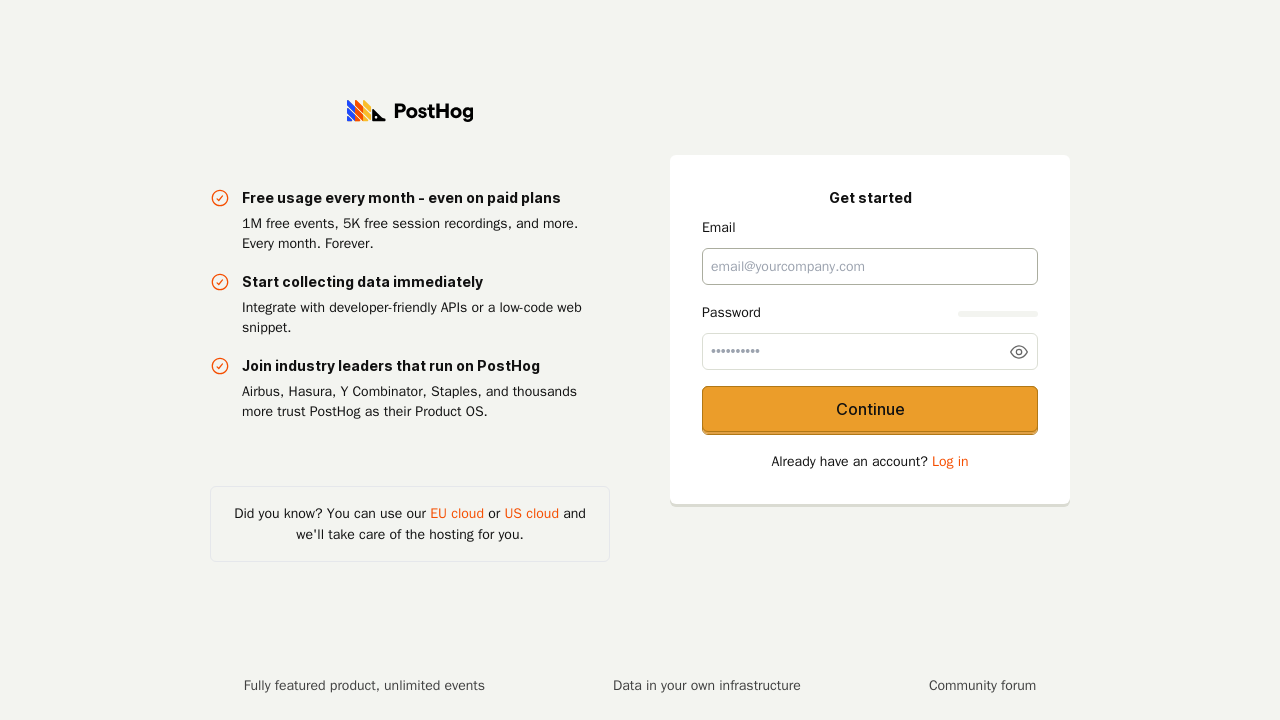 PostHog
Free usage every month - even on paid plans
1M free events, 5K free session recordings, and more.
Every month. Forever.
Start collecting data immediately
Integrate with developer-friendly APIs or a low-code web
snippet.
Join industry leaders that run on PostHog
Airbus, Hasura, Y Combinator, Staples, and thousands
more trust PostHog as their Product OS.
Did you know? You can use our EU cloud or US cloud and
we'll take care of the hosting for you.
Get started
Email
email@yourcompany.com
Password
••••••••••
Continue
Already have an account? Log in
Fully featured product, unlimited events
Data in your own infrastructure
Community forum